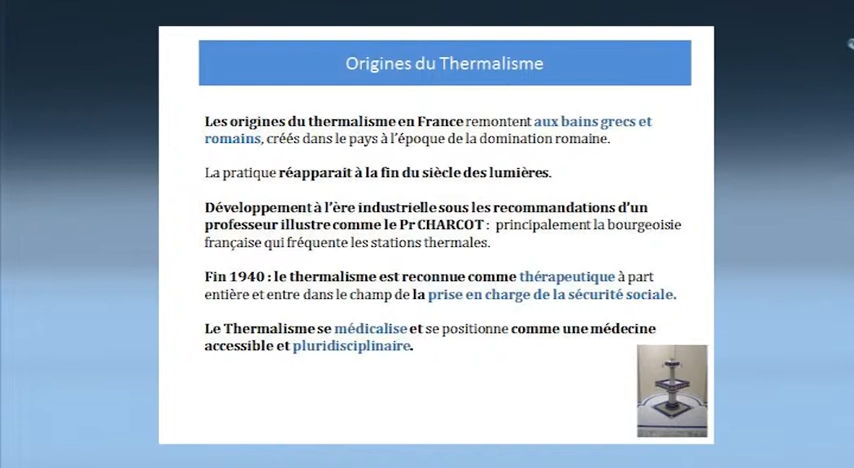 Origines du Thermalisme
Les origines du thermalisme en France remontent aux bains grecs et
romains, créés dans le pays à l'époque de la domination romaine.
La pratique réapparait à la fin du siècle des lumières.
Développement à l'ère industrielle sous les recommandations d'un
professeur illustre comme le Pr CHARCOT : principalement la bourgeoisie
française qui fréquente les stations thermales.
Fin 1940 : le thermalisme est reconnue comme thérapeutique à part
entière et entre dans le champ de la prise en charge de la sécurité sociale.
Le Thermalisme se médicalise et se positionne comme une médecine
accessible et pluridisciplinaire.